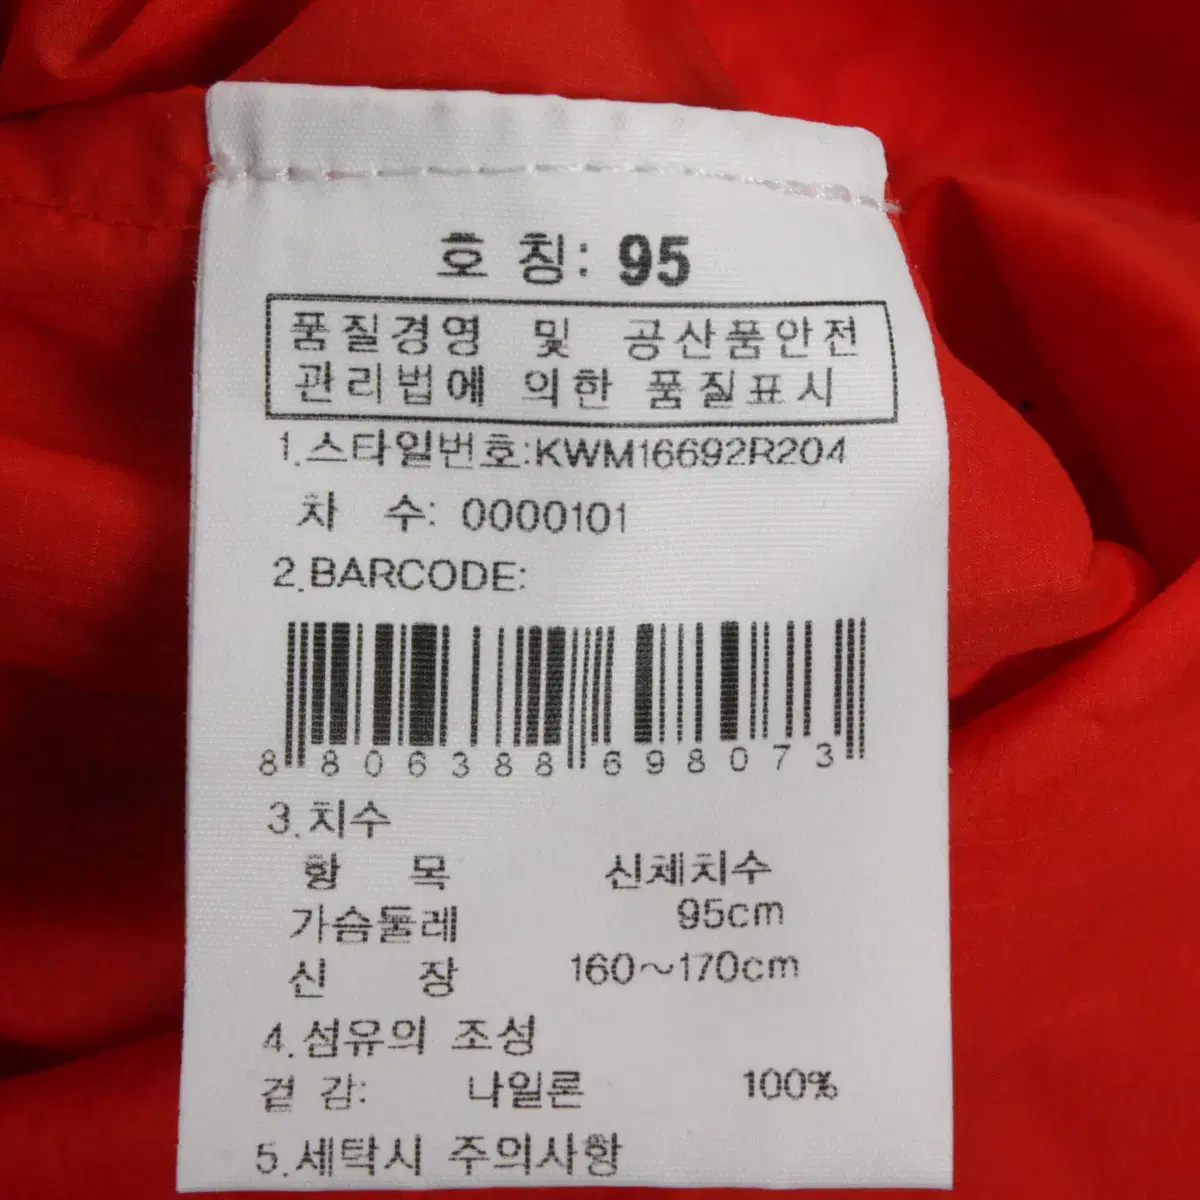 호 칭: 95
품질경영 및 공산품안전
관리법에 의한 품질표시
1.스타일번호:KWM16692R204
차 수: 0000101
2.BARCODE:
8 806388 698073
3.치수
항 목 신체치수
가슴둘레 95cm
신 장 160~170cm
4.섬유의 조성
겉 감: 나일론 100%
5.세탁시 주의사항